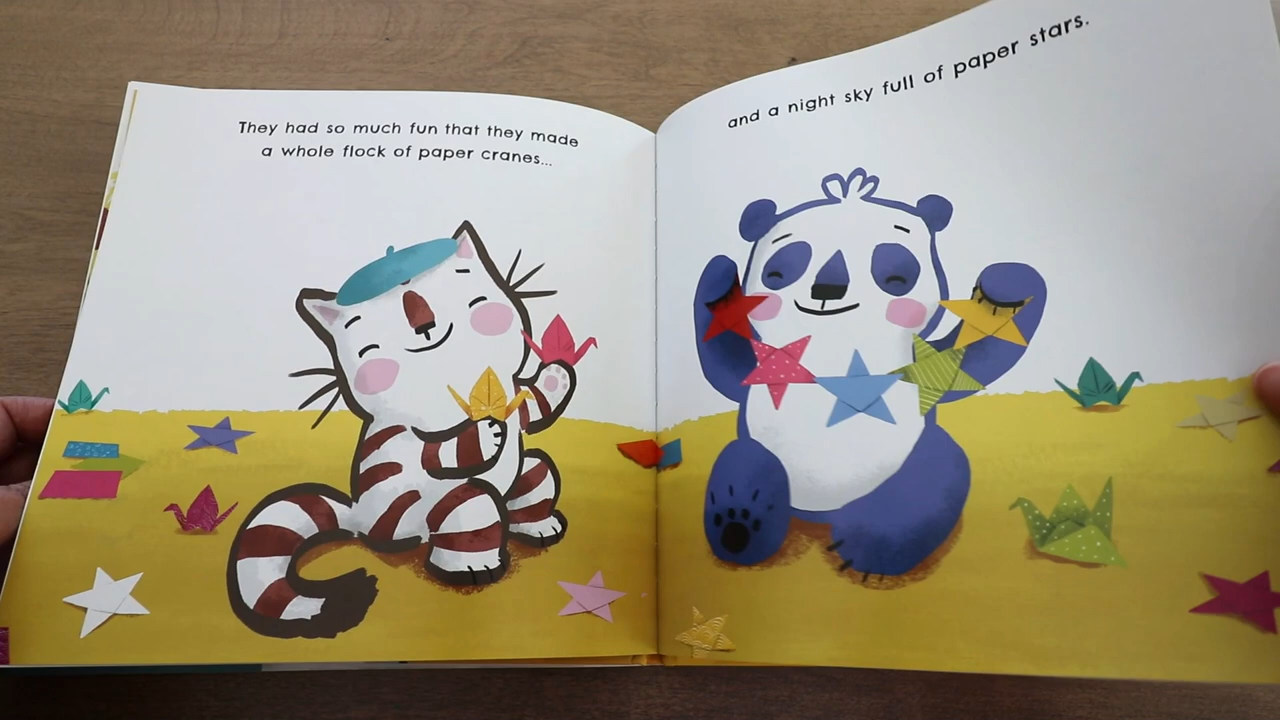 They had so much fun that they made
a whole flock of paper cranes...
and a night sky full of paper stars.